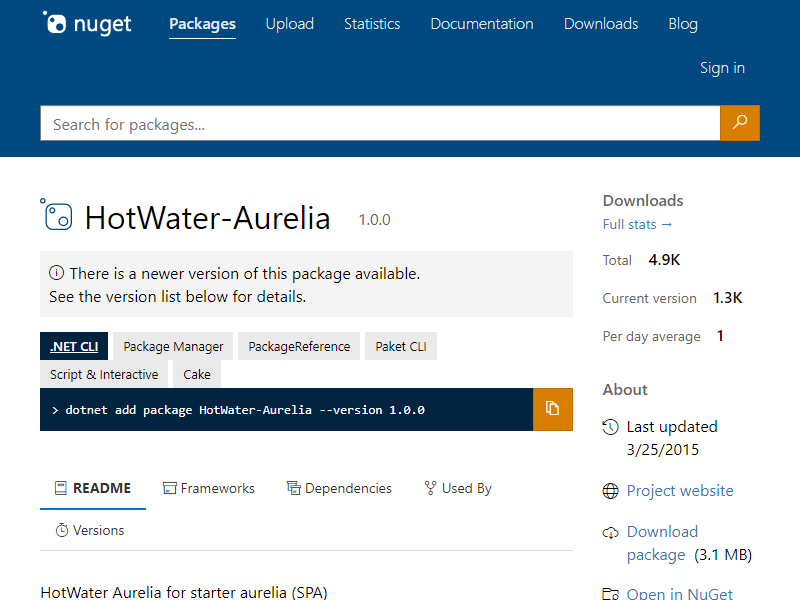 nuget
Packages Upload Statistics Documentation Downloads Blog
Sign in
Search for packages...
HotWater-Aurelia 1.0.0
There is a newer version of this package available.
See the version list below for details.
.NET CLI Package Manager PackageReference Paket CLI
Script & Interactive Cake
> dotnet add package HotWater-Aurelia --version 1.0.0
README Frameworks Dependencies Used By
Versions
HotWater Aurelia for starter aurelia (SPA)
Downloads
Full stats →
Total 4.9K
Current version 1.3K
Per day average 1
About
Last updated
3/25/2015
Project website
Download
package (3.1 MB)
Open in NuGet